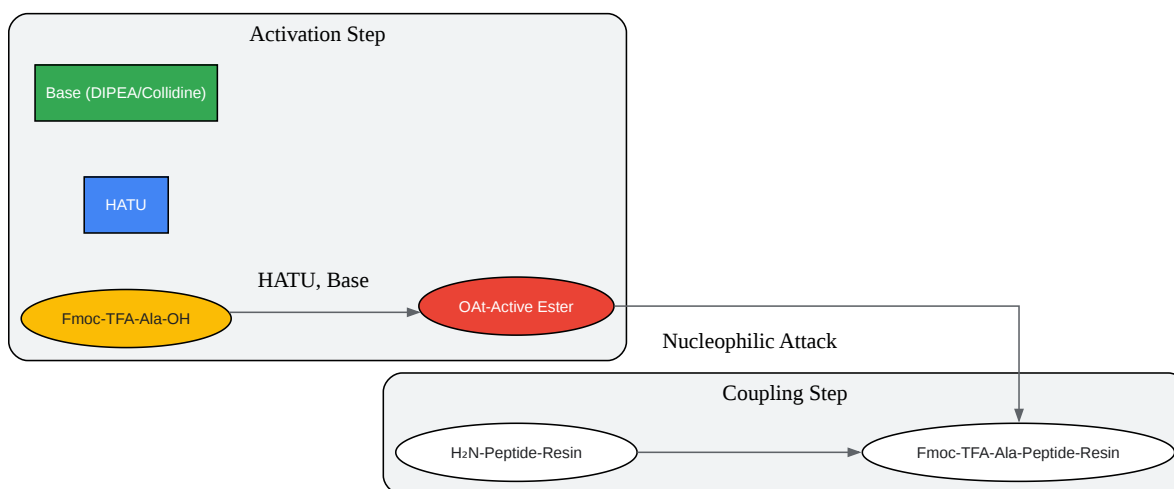 Activation Step
Base (DIPEA/Collidine)
HATU
HATU, Base
Fmoc-TFA-Ala-OH
OAt-Active Ester
Nucleophilic Attack
Coupling Step
H₂N-Peptide-Resin
Fmoc-TFA-Ala-Peptide-Resin